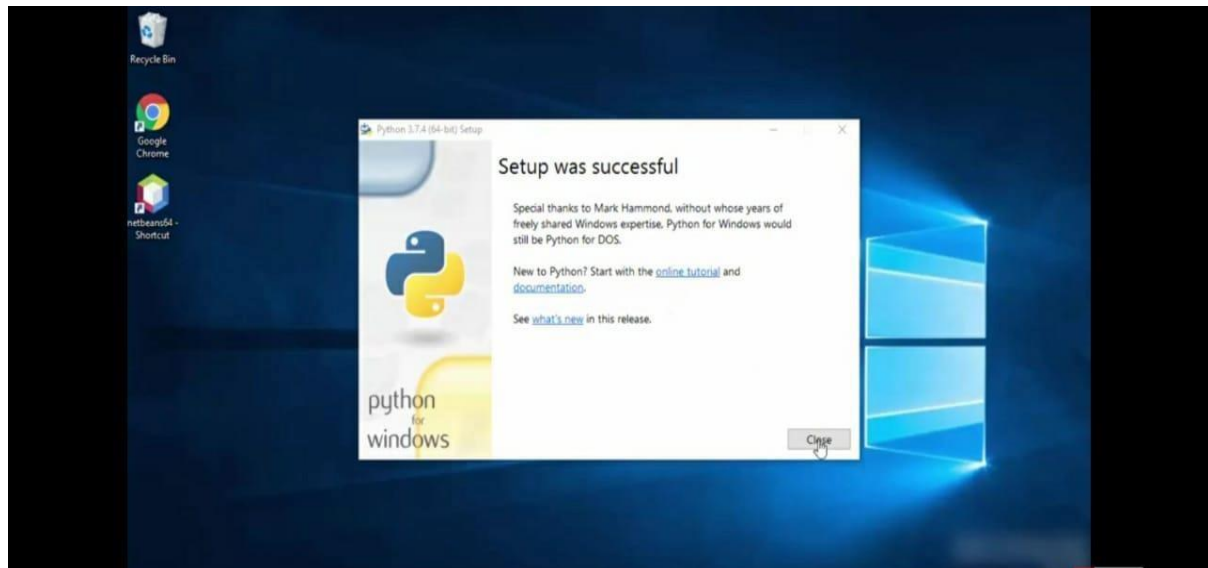 Recycle Bin
Google
Chrome
netbeans64 -
Shortcut
Python 3.7.4 (64-bit) Setup
Setup was successful
Special thanks to Mark Hammond, without whose years of
freely shared Windows expertise, Python for Windows would
still be Python for DOS.
New to Python? Start with the online tutorial and
documentation.
See what's new in this release.
python
for
windows
Close